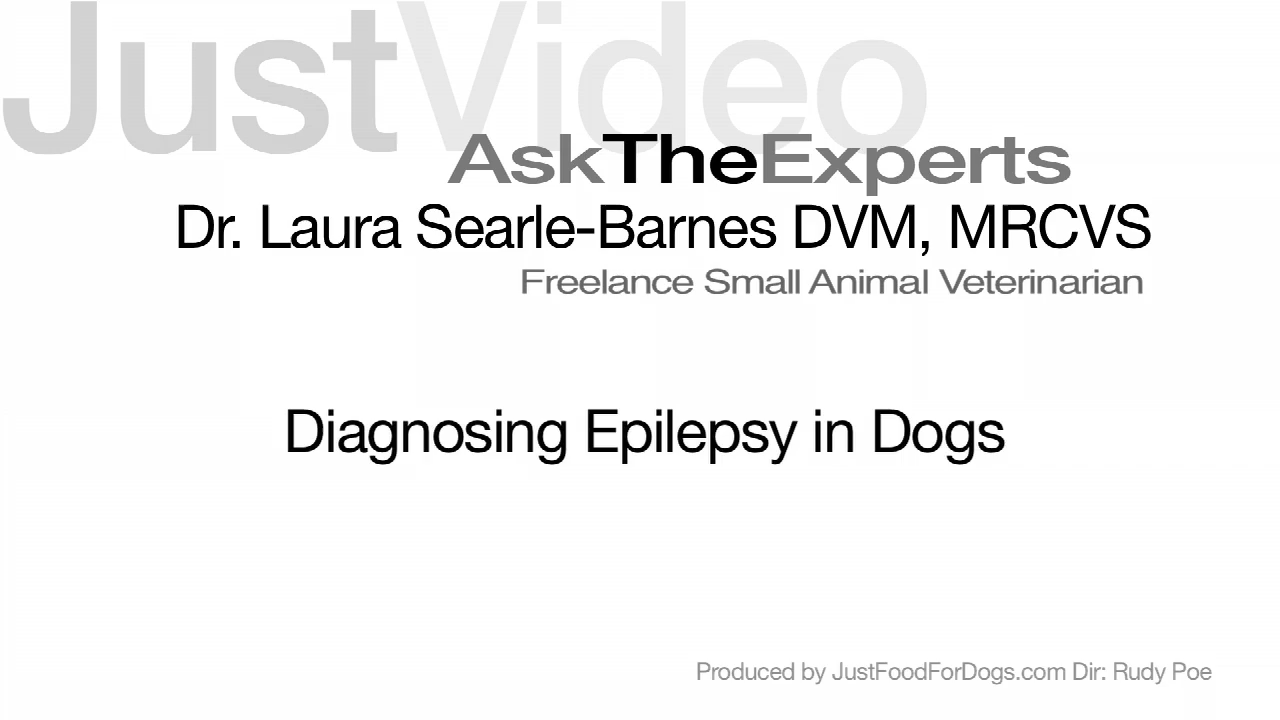 JustVideo
AskTheExperts
Dr. Laura Searle-Barnes DVM, MRCVS
Freelance Small Animal Veterinarian
Diagnosing Epilepsy in Dogs
Produced by JustFoodForDogs.com Dir: Rudy Poe